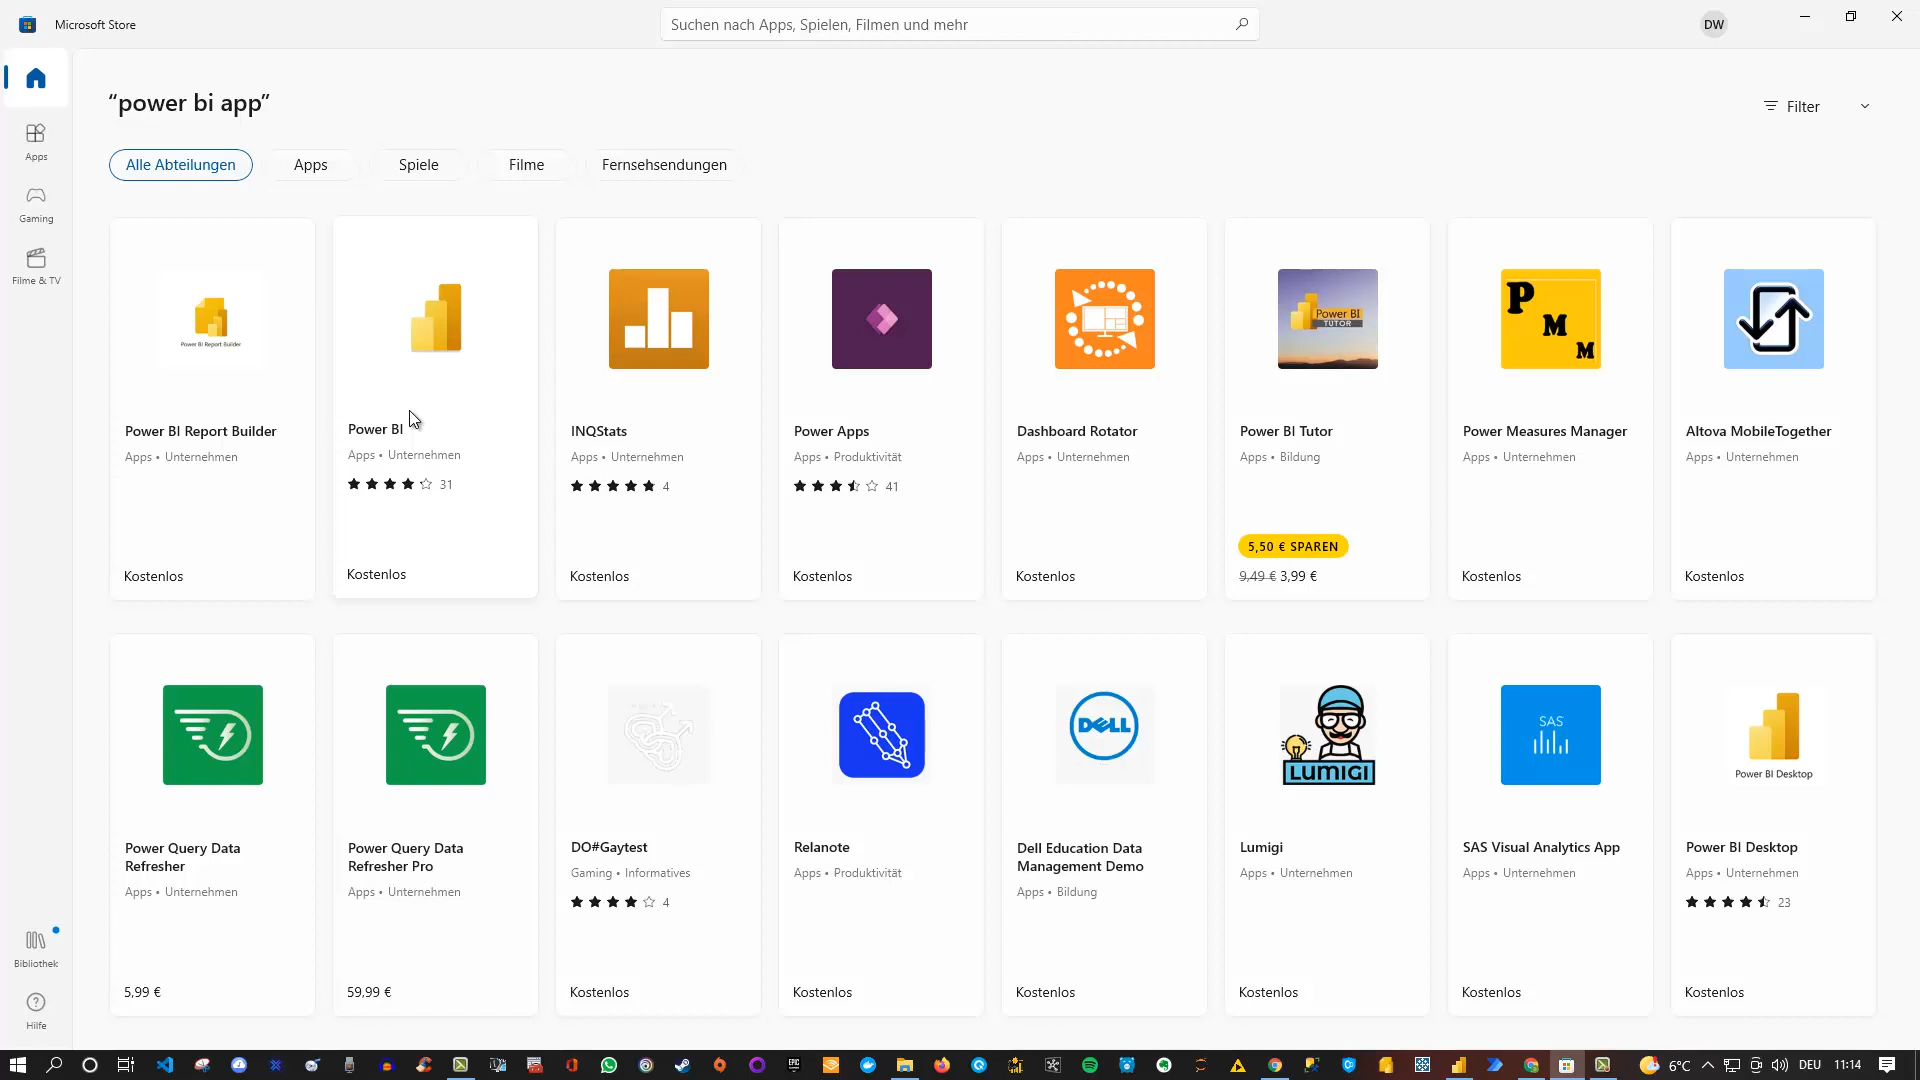 Microsoft Store
Suchen nach Apps, Spielen, Filmen und mehr
DW
Apps
Gaming
Filme & TV
Bibliothek
Hilfe
“power bi app”
Filter
Alle Abteilungen
Apps
Spiele
Filme
Fernsehsendungen
Power BI Report Builder
Power BI Report Builder
Apps • Unternehmen
Kostenlos
Power BI
Apps • Unternehmen
31
Kostenlos
INQStats
Apps • Unternehmen
4
Kostenlos
Power Apps
Apps • Produktivität
41
Kostenlos
Dashboard Rotator
Apps • Unternehmen
Kostenlos
Power BI
TUTOR
Power BI Tutor
Apps • Bildung
5,50 € SPAREN
9,49 € 3,99 €
P
M
M
Power Measures Manager
Apps • Unternehmen
Kostenlos
Altova MobileTogether
Apps • Unternehmen
Kostenlos
Power Query Data
Refresher
Apps • Unternehmen
5,99 €
Power Query Data
Refresher Pro
Apps • Unternehmen
59,99 €
DO#Gaytest
Gaming • Informatives
4
Kostenlos
Relanote
Apps • Produktivität
Kostenlos
DELL
Dell Education Data
Management Demo
Apps • Bildung
Kostenlos
LUMIGI
Lumigi
Apps • Unternehmen
Kostenlos
SAS
SAS Visual Analytics App
Apps • Unternehmen
Kostenlos
Power BI Desktop
Power BI Desktop
Apps • Unternehmen
23
Kostenlos
EPIC
6°C
DEU
11:14